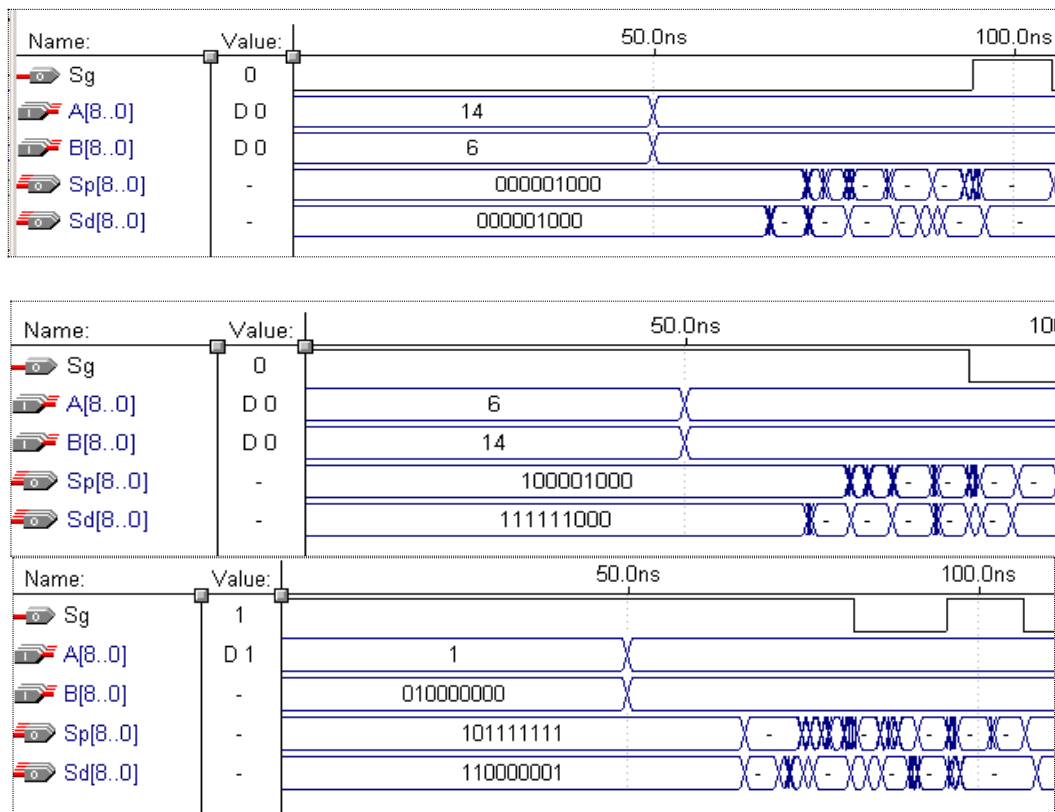 Name: Value: 50.0ns 100.0ns
Sg 0
A[8..0] D 0 14
B[8..0] D 0 6
Sp[8..0] - 000001000 - - - -
Sd[8..0] - 000001000 - - - - - -
Name: Value: 50.0ns 10
Sg 0
A[8..0] D 0 6
B[8..0] D 0 14
Sp[8..0] - 100001000 - - - -
Sd[8..0] - 111111000 - - - - -
Name: Value: 50.0ns 100.0ns
Sg 1
A[8..0] D 1 1
B[8..0] - 010000000
Sp[8..0] - 101111111 - - - -
Sd[8..0] - 110000001 - - - - -